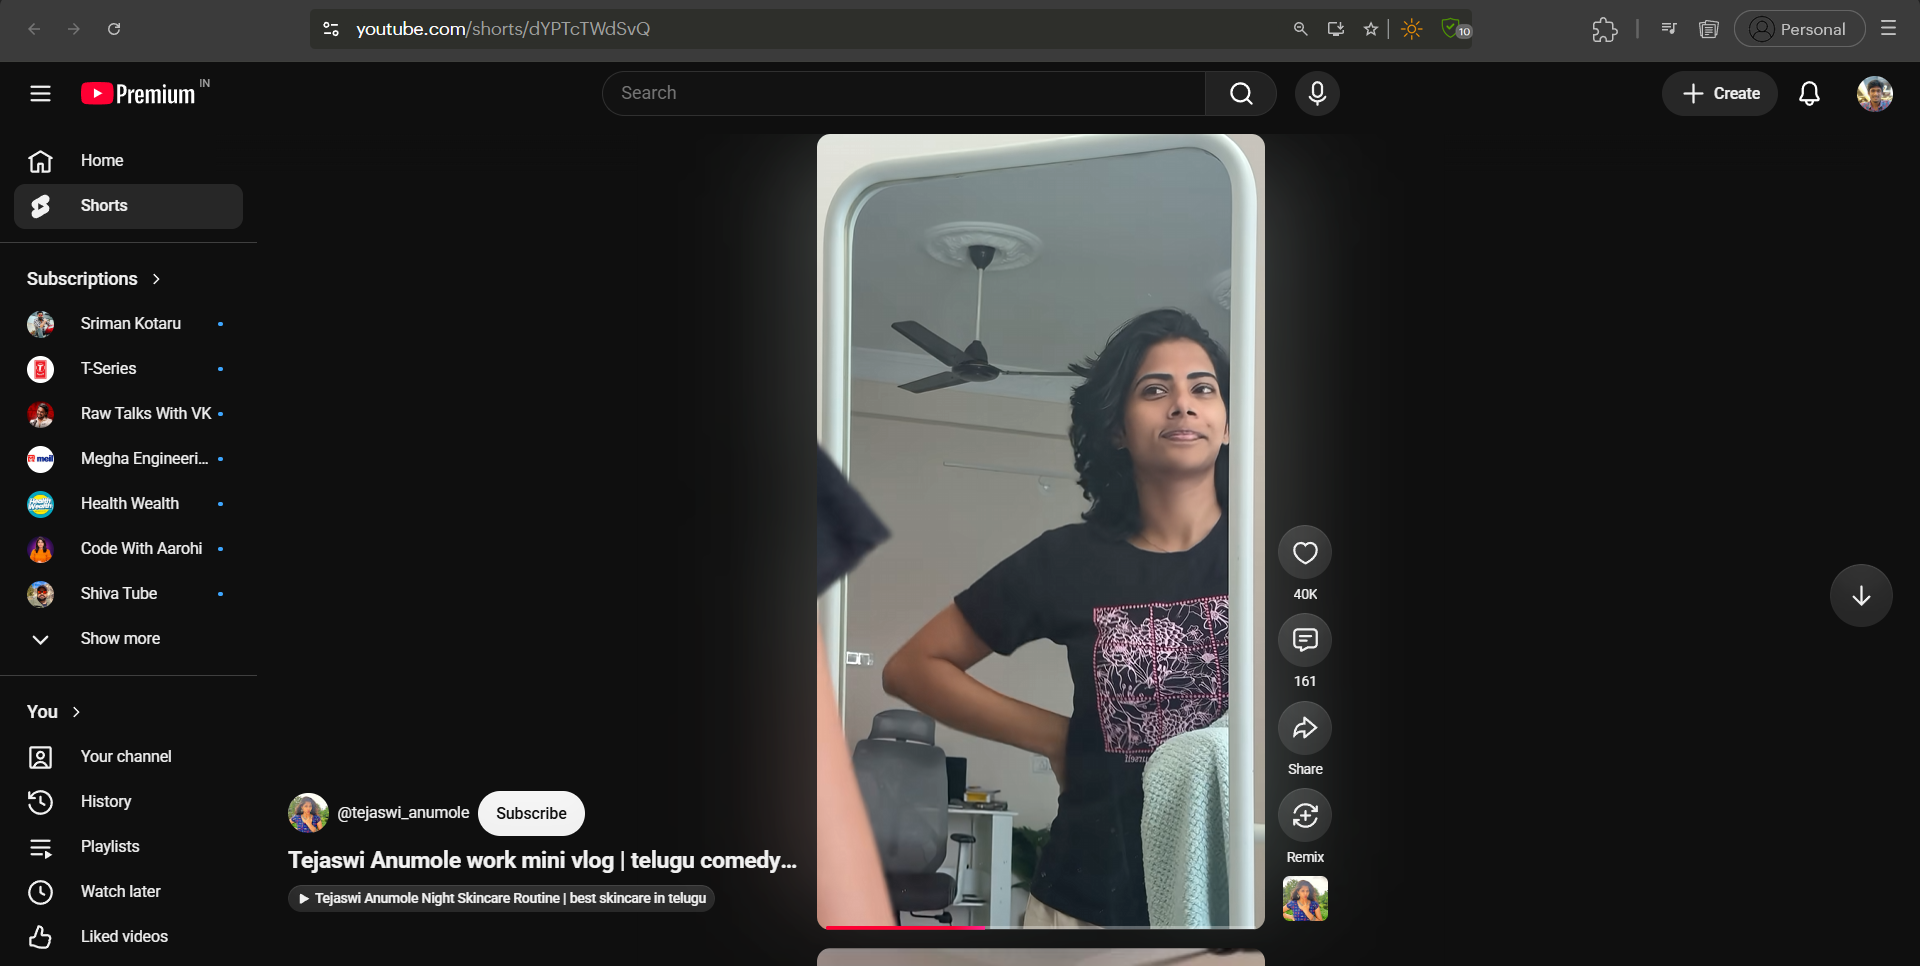 youtube.com/shorts/dYPTcTWdSvQ
10
Personal
Premium IN
Search
Create
Home
Shorts
Subscriptions
Sriman Kotaru
T-Series
Raw Talks With VK
Megha Engineeri...
Health Wealth
Code With Aarohi
Shiva Tube
Show more
You
Your channel
History
Playlists
Watch later
Liked videos
40K
161
Share
Remix
@tejaswi_anumole
Subscribe
Tejaswi Anumole work mini vlog | telugu comedy...
Tejaswi Anumole Night Skincare Routine | best skincare in telugu